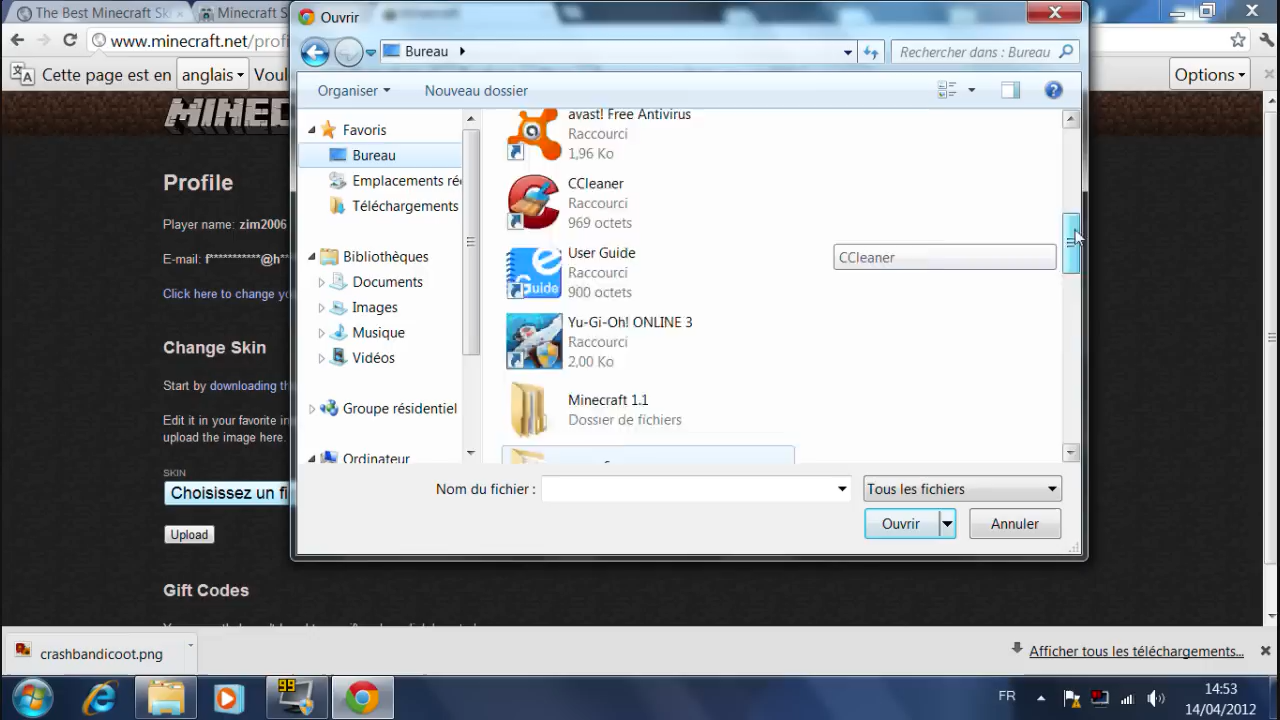 The Best Minecraft Sk
Minecraft S
Ouvrir
www.minecraft.net/profi
Bureau
Rechercher dans : Bureau
Cette page est en
anglais
Voul
Options
Organiser
Nouveau dossier
MINEC
Profile
Player name: zim2006
E-mail: f**********@h**
Click here to change yo
Change Skin
Start by downloading th
Edit it in your favorite in
upload the image here.
SKIN
Choisissez un fi
Upload
Gift Codes
Favoris
Bureau
Emplacements réc
Téléchargements
Bibliothèques
Documents
Images
Musique
Vidéos
Groupe résidentiel
Ordinateur
avast! Free Antivirus
Raccourci
1,96 Ko
CCleaner
Raccourci
969 octets
User Guide
Raccourci
900 octets
CCleaner
Yu-Gi-Oh! ONLINE 3
Raccourci
2,00 Ko
Minecraft 1.1
Dossier de fichiers
Nom du fichier :
Tous les fichiers
Ouvrir
Annuler
crashbandicoot.png
Afficher tous les téléchargements...
99
FR
14:53
14/04/2012